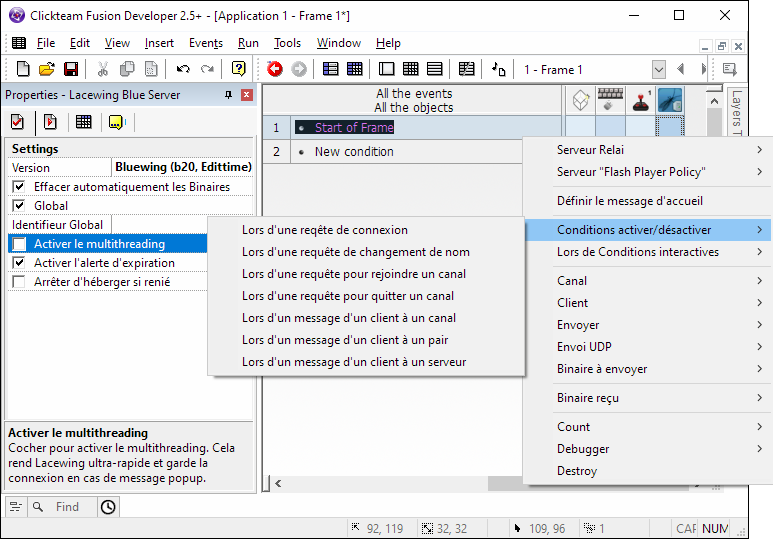 Clickteam Fusion Developer 2.5+ - [Application 1 - Frame 1*]
File Edit View Insert Events Run Tools Window Help
1 - Frame 1
Properties - Lacewing Blue Server
Settings
Version Bluewing (b20, Edittime)
Effacer automatiquement les Binaires
Global
Identifieur Global
Activer le multithreading
Activer l'alerte d'expiration
Arrêter d'héberger si renié
Activer le multithreading
Cocher pour activer le multithreading. Cela
rend Lacewing ultra-rapide et garde la
connexion en cas de message popup.
Find
All the events
All the objects
1 • Start of Frame
2 • New condition
Layers T
Lors d'une reqête de connexion
Lors d'une requête de changement de nom
Lors d'une requête pour rejoindre un canal
Lors d'une requête pour quitter un canal
Lors d'un message d'un client à un canal
Lors d'un message d'un client à un pair
Lors d'un message d'un client à un serveur
Serveur Relai
Serveur "Flash Player Policy"
Définir le message d'accueil
Conditions activer/désactiver
Lors de Conditions interactives
Canal
Client
Envoyer
Envoi UDP
Binaire à envoyer
Binaire reçu
Count
Debugger
Destroy
92, 119 32, 32 109, 96 1 CAP NUM